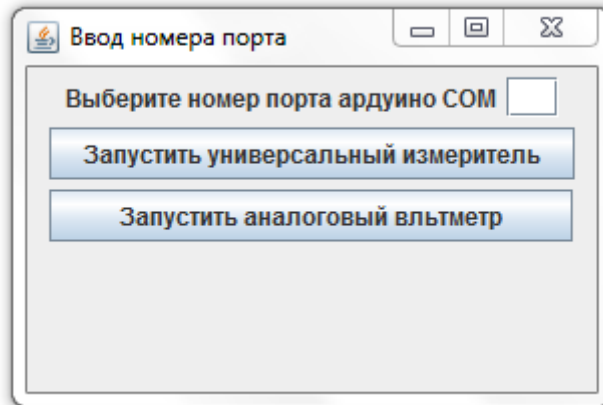 Ввод номера порта
Выберите номер порта ардуино COM
Запустить универсальный измеритель
Запустить аналоговый вльтметр